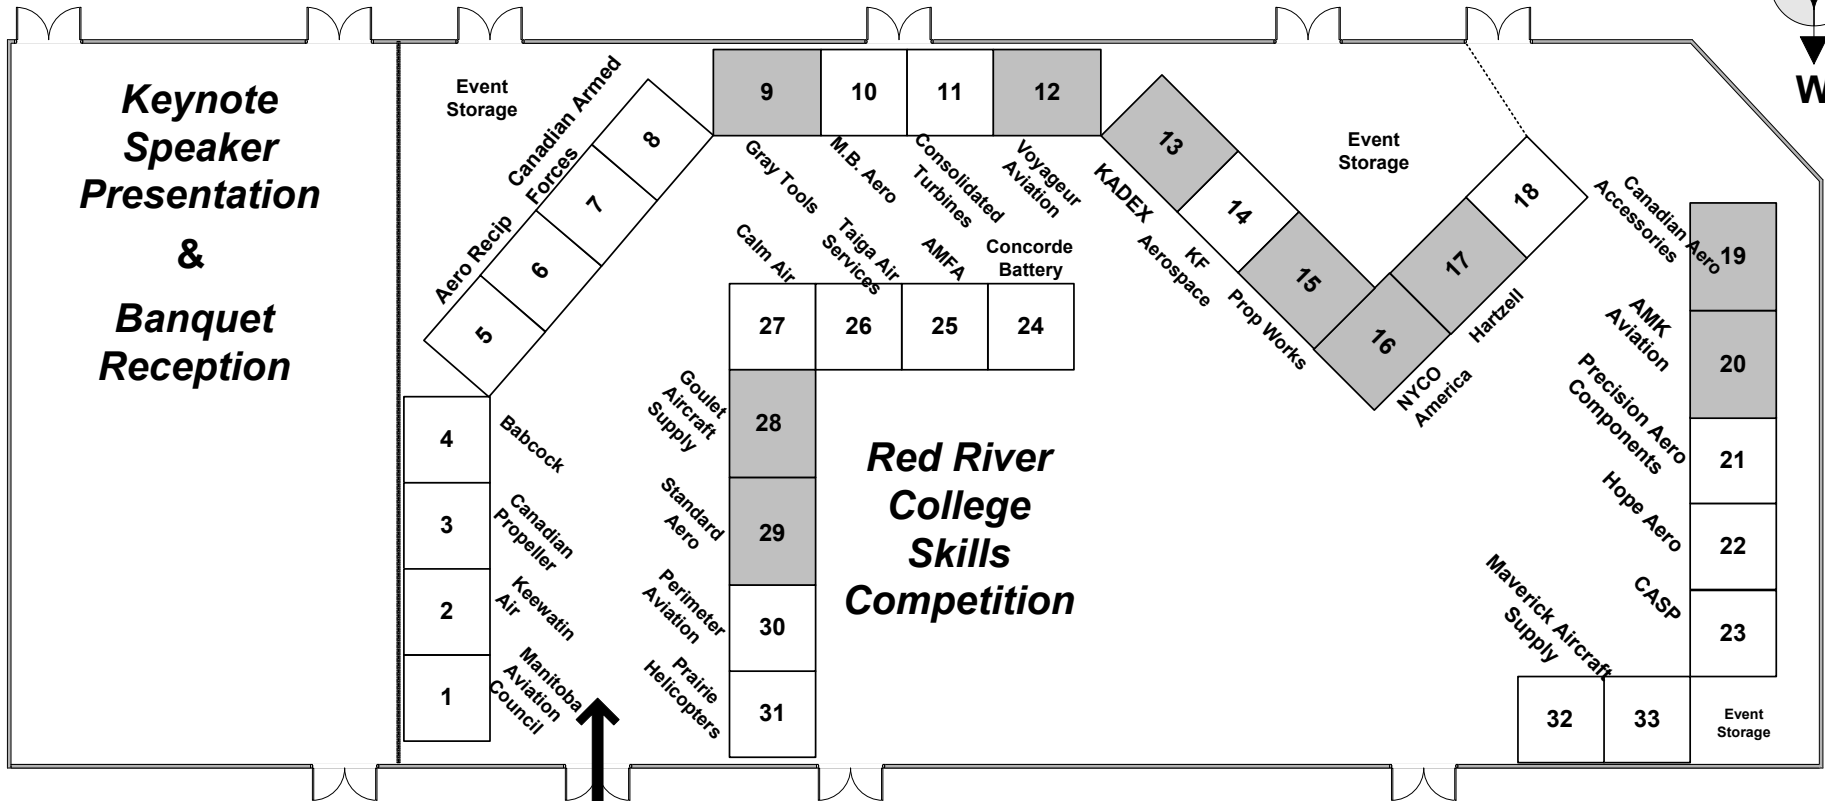 Keynote
Speaker
Presentation
&
Banquet
Reception
Event
Storage
Canadian Armed
Forces
Aero Recip
8
7
6
5
9
10
11
12
Gray Tools
M.B. Aero
Consolidated
Turbines
Voyageur
Aviation
13
14
15
16
17
18
KADEX
KF
Aerospace
Prop Works
NYCO
America
Hartzell
Event
Storage
W
Canadian Aero
Accessories
19
AMK
Aviation
20
Precision Aero
Components
21
Hope Aero
22
CASP
23
Maverick Aircraft
Supply
32
33
Event
Storage
Calm Air
Taiga Air
Services
AMFA
Concorde
Battery
27
26
25
24
Goulet
Aircraft
Supply
28
Standard
Aero
29
Perimeter
Aviation
30
Prairie
Helicopters
31
4
Babcock
3
Canadian
Propeller
2
Keewatin
Air
1
Manitoba
Aviation
Council
Red River
College
Skills
Competition